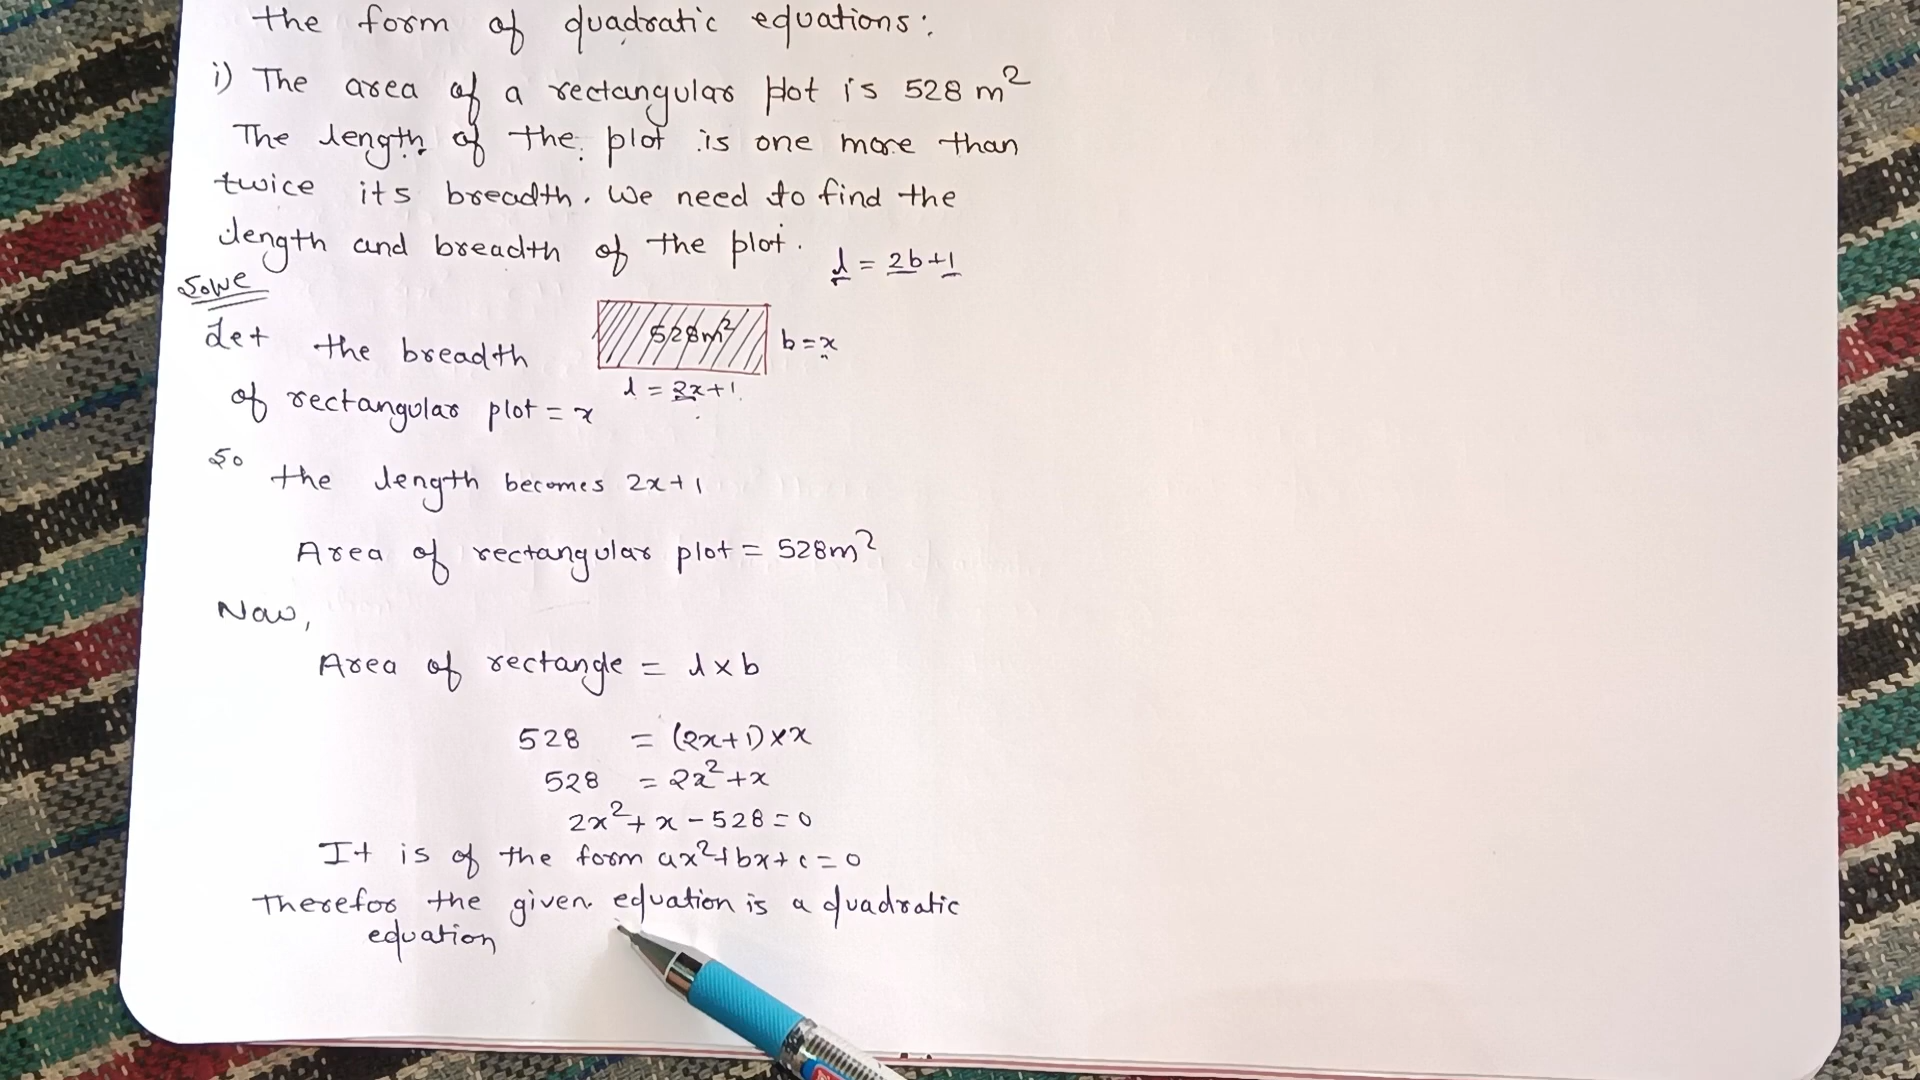 the form of quadratic equations:
i) The area of a rectangular plot is 528 m²
The length of the plot is one more than
twice its breadth. We need to find the
length and breadth of the plot.
l = 2b+1
Solve
528m²
b = x
l = 2x+1
Let the breadth
of rectangular plot = x
So the length becomes 2x+1
Area of rectangular plot = 528m²
Now,
Area of rectangle = l × b
528 = (2x+1) × x
528 = 2x² + x
2x² + x - 528 = 0
It is of the form ax²+bx+c=0
Therefor the given equation is a quadratic
equation